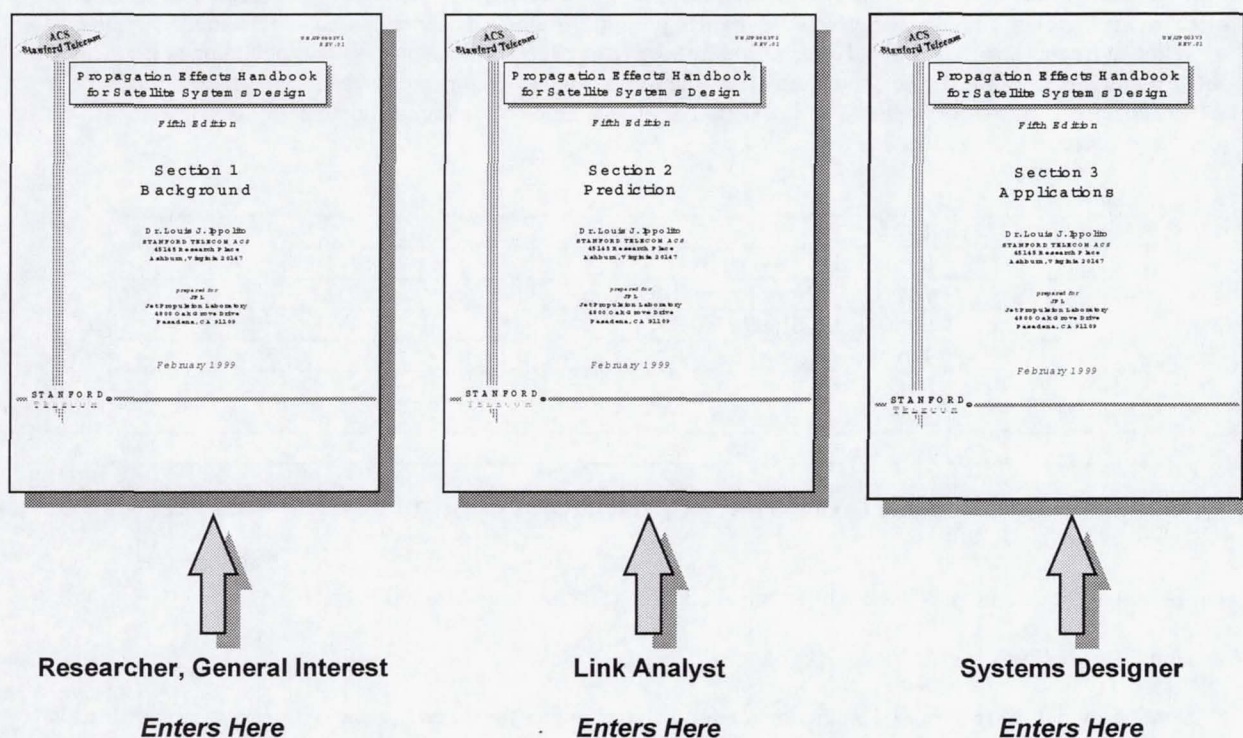 ACS
Stanford Telecom
Propagation Effects Handbook
for Satellite Systems Design
Fifth Edition
Section 1
Background
Dr. Louis J. Ippolito
STANFORD TELECOM ACS
45145 Research Place
Ashburn, Virginia 20147
prepared for
JPL
Jet Propulsion Laboratory
4800 Oak Grove Drive
Pasadena, CA 91109
February 1999
STANFORD
Telecom
ACS
Stanford Telecom
Propagation Effects Handbook
for Satellite Systems Design
Fifth Edition
Section 2
Prediction
Dr. Louis J. Ippolito
STANFORD TELECOM ACS
45145 Research Place
Ashburn, Virginia 20147
prepared for
JPL
Jet Propulsion Laboratory
4800 Oak Grove Drive
Pasadena, CA 91109
February 1999
STANFORD
Telecom
ACS
Stanford Telecom
Propagation Effects Handbook
for Satellite Systems Design
Fifth Edition
Section 3
Applications
Dr. Louis J. Ippolito
STANFORD TELECOM ACS
45145 Research Place
Ashburn, Virginia 20147
prepared for
JPL
Jet Propulsion Laboratory
4800 Oak Grove Drive
Pasadena, CA 91109
February 1999
STANFORD
Telecom
Researcher, General Interest
Enters Here
Link Analyst
Enters Here
Systems Designer
Enters Here